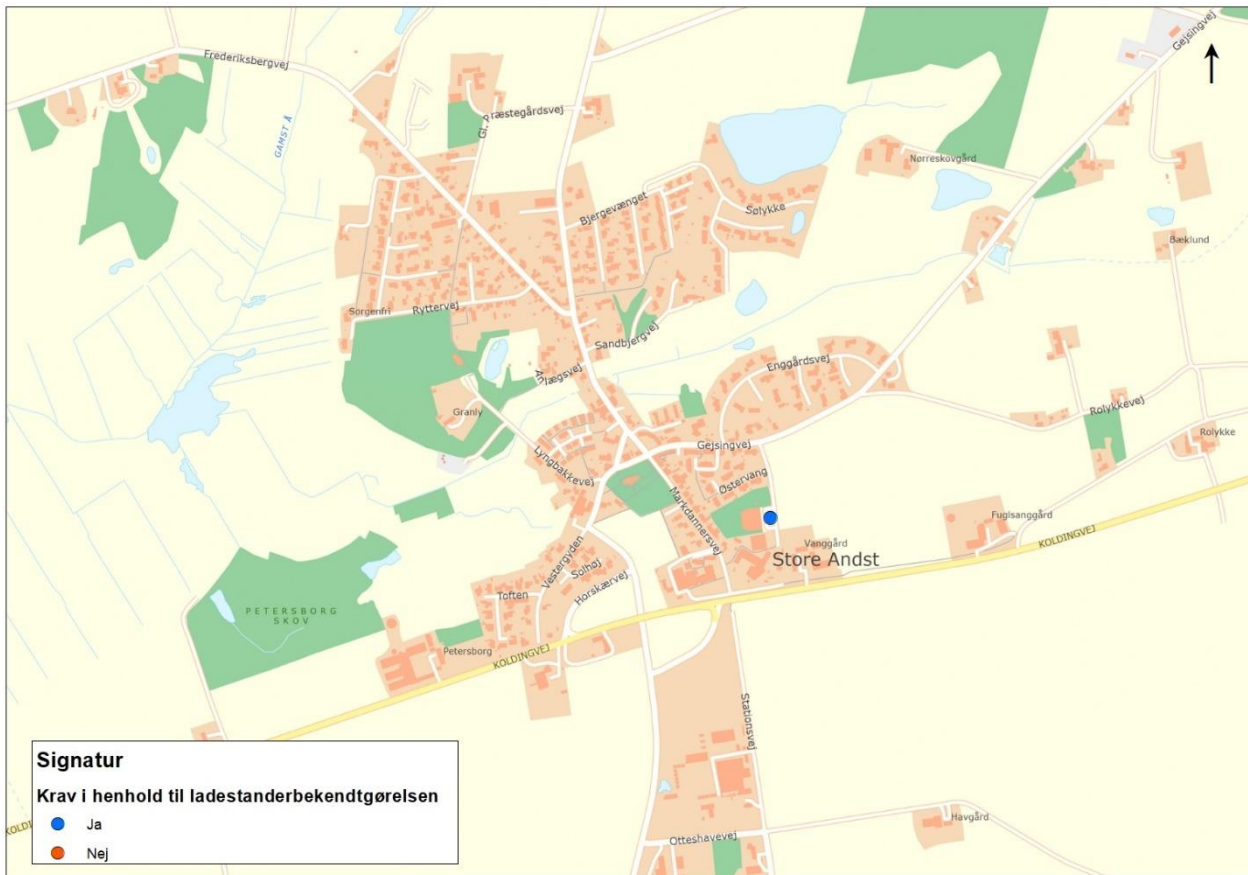 Frederiksbergvej
Gejsingvej
GAMST Å
Gl. Præstegårdsvej
Nørreskovgård
Bjergevænget
Sølykke
Bæklund
Sorgenfri
Ryttervej
Sandbjergvej
Anlægsvej
Enggårdsvej
Granly
Rolykkevej
Rolykke
Gejsingvej
Lyngbakkevej
Østervang
Markdannersvej
Fuglsanggård
Vanggård
KOLDINGVEJ
Store Andst
Vestergyden
Solhøj
Toften
Horskærvej
PETERSBORG
SKOV
Petersborg
KOLDINGVEJ
Stationsvej
Signatur
Krav i henhold til ladestanderbekendtgørelsen
Ja
Nej
KOLDI
Otteshavevej
Havgård